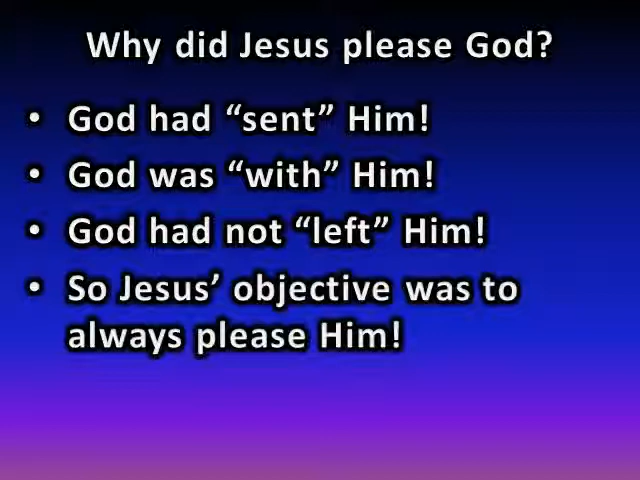 Why did Jesus please God?
• God had “sent” Him!
• God was “with” Him!
• God had not “left” Him!
• So Jesus’ objective was to
always please Him!